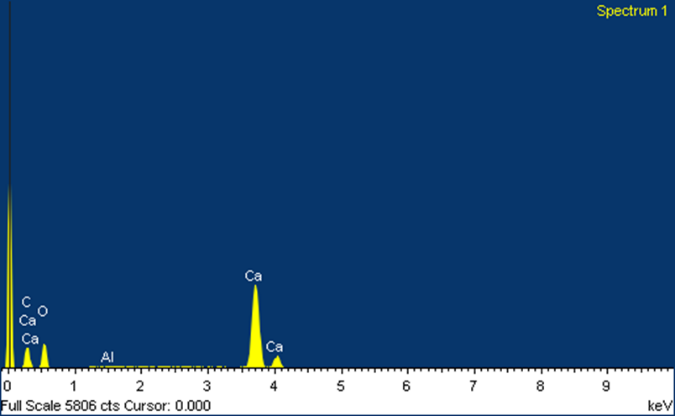 Spectrum 1
Ca
C
O
Ca
Ca
Ca
Al
0 1 2 3 4 5 6 7 8 9
Full Scale 5806 cts Cursor: 0.000 keV